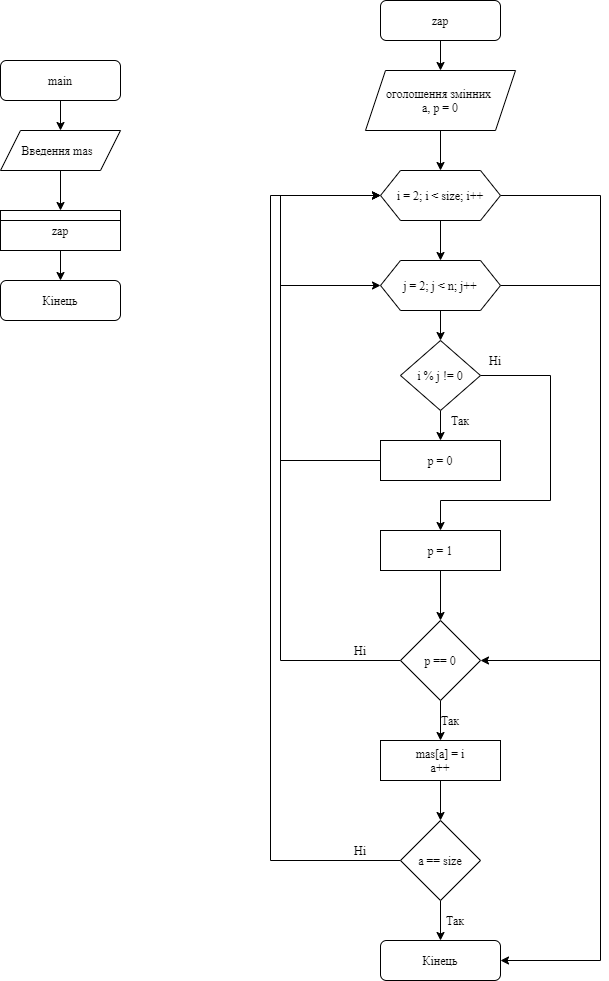 main
Введення mas
zap
Кінець
zap
оголошення змінних
a, p = 0
i = 2; i < size; i++
j = 2; j < n; j++
i % j != 0
Ні
Так
p = 0
p = 1
p == 0
Ні
Так
mas[a] = i
a++
a == size
Ні
Так
Кінець